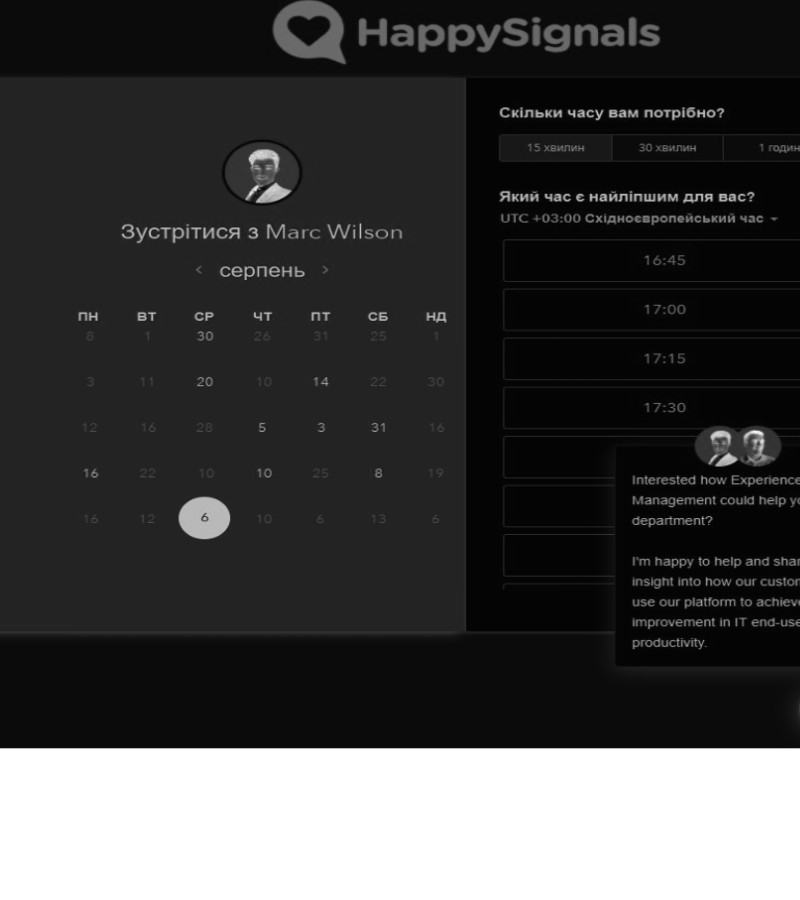 HappySignals
Зустрітися з Marc Wilson
‹ серпень ›
ПН ВТ СР ЧТ ПТ СБ НД
8 1 30 26 31 25 1
3 11 20 10 14 22 30
12 16 28 5 3 31 16
16 22 10 10 25 8 19
16 12 6 10 6 13 6
Скільки часу вам потрібно?
15 хвилин 30 хвилин 1 годин
Який час є найліпшим для вас?
UTC +03:00 Східноєвропейський час
16:45
17:00
17:15
17:30
Interested how Experience
Management could help yo
department?
I'm happy to help and shar
insight into how our custom
use our platform to achieve
improvement in IT end-use
productivity.